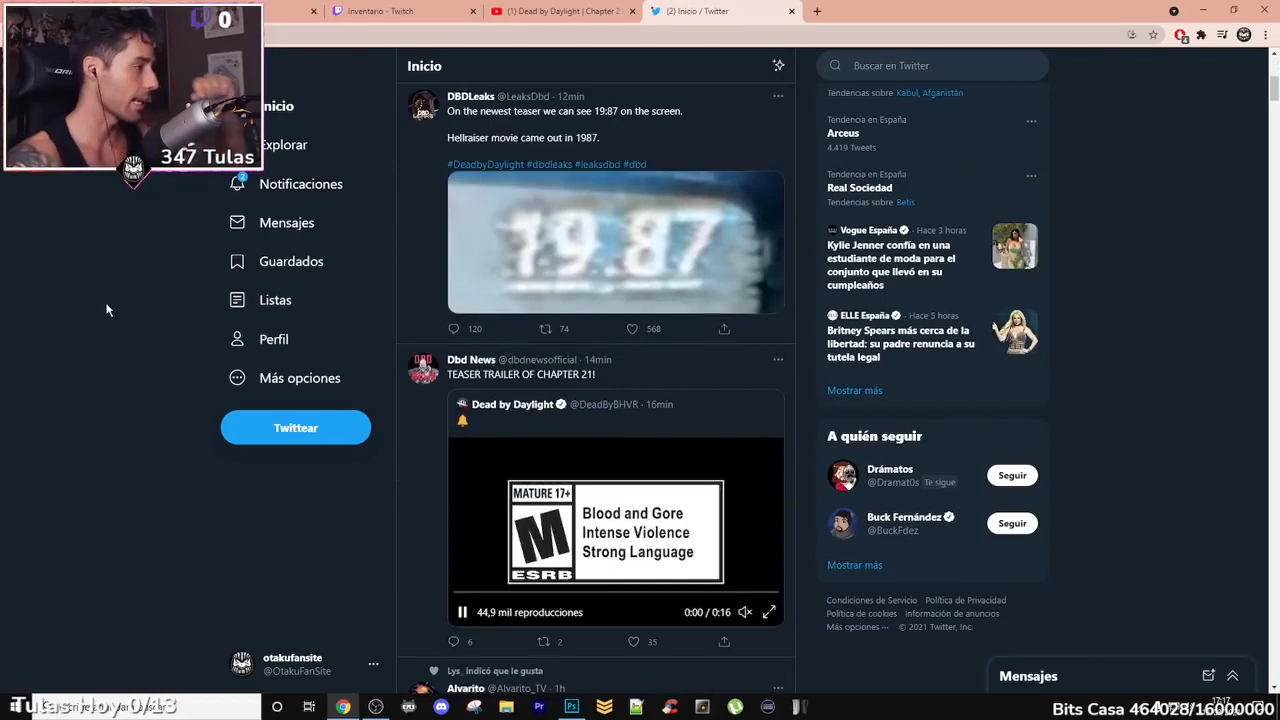 Inventario - Twitch
(2) Inicio / Twitter
0
347 Tulas
Inicio
Explorar
2
Notificaciones
Mensajes
Guardados
Listas
Perfil
Más opciones
Twittear
otakufansite
@OtakuFanSite
Inicio
DBDLeaks @LeaksDbd · 12min
On the newest teaser we can see 19:87 on the screen.
Hellraiser movie came out in 1987.
#DeadbyDaylight #dbdleaks #leaksdbd #dbd
120 74 568
Dbd News @dbdnewsofficial · 14min
TEASER TRAILER OF CHAPTER 21!
Dead by Daylight @DeadByBHVR · 16min
MATURE 17+
M
ESRB
Blood and Gore
Intense Violence
Strong Language
44,9 mil reproducciones 0:00 / 0:16
6 2 35
Lys_ indicó que le gusta
Alvarito @Alvarito_TV · 1h
Buscar en Twitter
Tendencias sobre Kabul, Afganistán
Tendencia en España
Arceus
4.419 Tweets
Tendencia en España
Real Sociedad
Tendencias sobre Betis
Vogue España · Hace 3 horas
Kylie Jenner confía en una
estudiante de moda para el
conjunto que llevó en su
cumpleaños
ELLE España · Hace 5 horas
Britney Spears más cerca de la
libertad: su padre renuncia a su
tutela legal
Mostrar más
A quién seguir
Drámatos
@Dramat0s Te sigue
Seguir
Buck Fernández
@BuckFdez
Seguir
Mostrar más
Condiciones de Servicio Política de Privacidad
Política de cookies Información de anuncios
Más opciones © 2021 Twitter, Inc.
Mensajes
Tulas Hoy 0/13
17:17
Bits Casa 464028/1600000